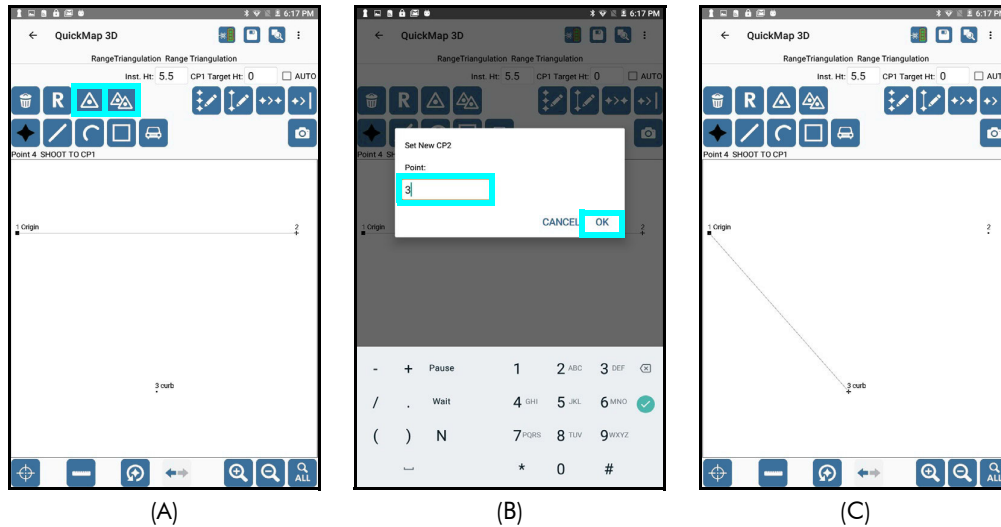 6:17 PM
QuickMap 3D
RangeTriangulation Range Triangulation
Inst. Ht: 5.5 CP1 Target Ht: 0 AUTO
R
Point 4 SHOOT TO CP1
1 Origin
2
3 curb
ALL
(A)
6:17 PM
QuickMap 3D
RangeTriangulation Range Triangulation
Inst. Ht: 5.5 CP1 Target Ht: 0 AUTO
R
Point 4 SH
Set New CP2
Point:
3
CANCEL OK
1 Origin
2
- + Pause 1 2 ABC 3 DEF
/ . Wait 4 GHI 5 JKL 6 MNO
( ) N 7 PQRS 8 TUV 9 WXYZ
* 0 #
(B)
6:17 PM
QuickMap 3D
RangeTriangulation Range Triangulation
Inst. Ht: 5.5 CP1 Target Ht: 0 AUTO
R
Point 4 SHOOT TO CP1
1 Origin
2
3 curb
ALL
(C)